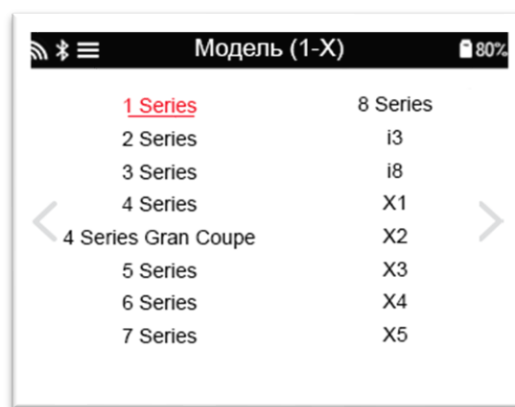 Модель (1-X)
80%
1 Series
2 Series
3 Series
4 Series
4 Series Gran Coupe
5 Series
6 Series
7 Series
8 Series
i3
i8
X1
X2
X3
X4
X5